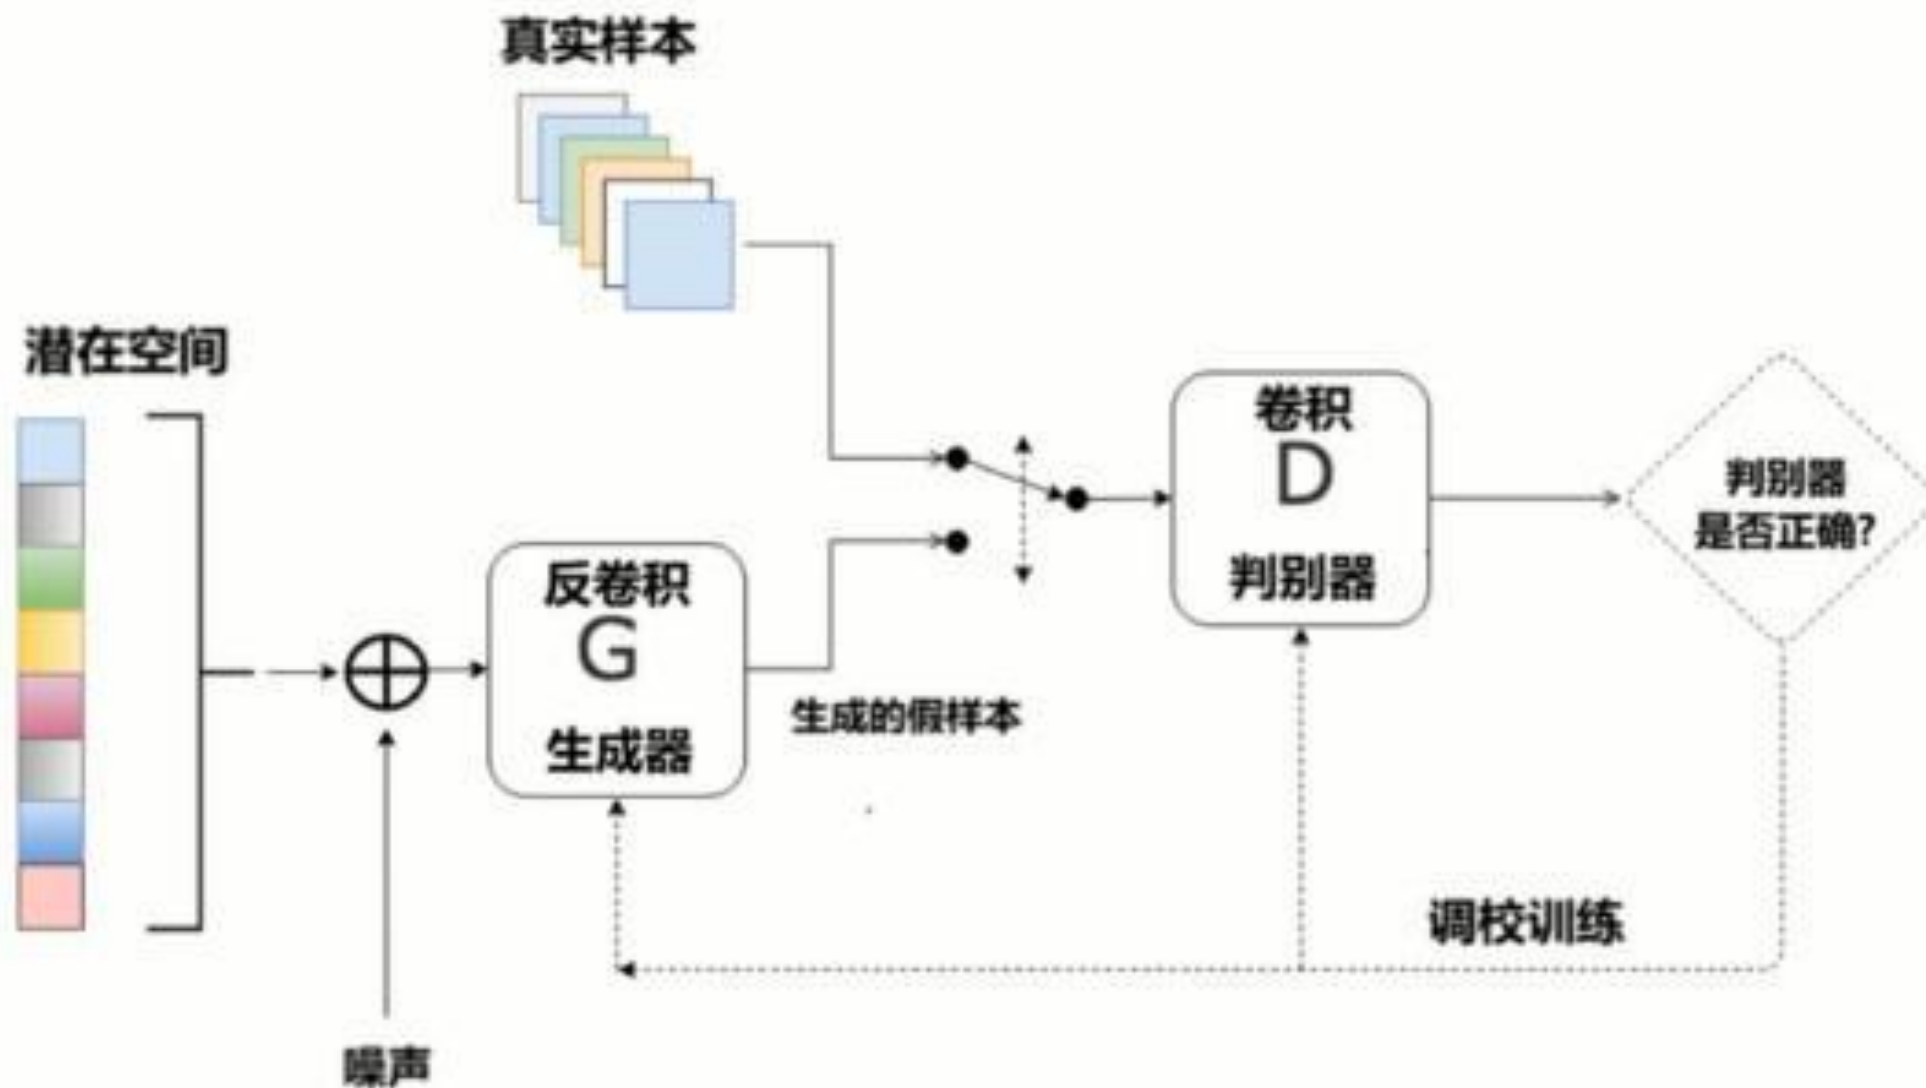 真实样本
潜在空间
卷积
D
判别器
判别器
是否正确?
反卷积
G
生成器
生成的假样本
调校训练
噪声